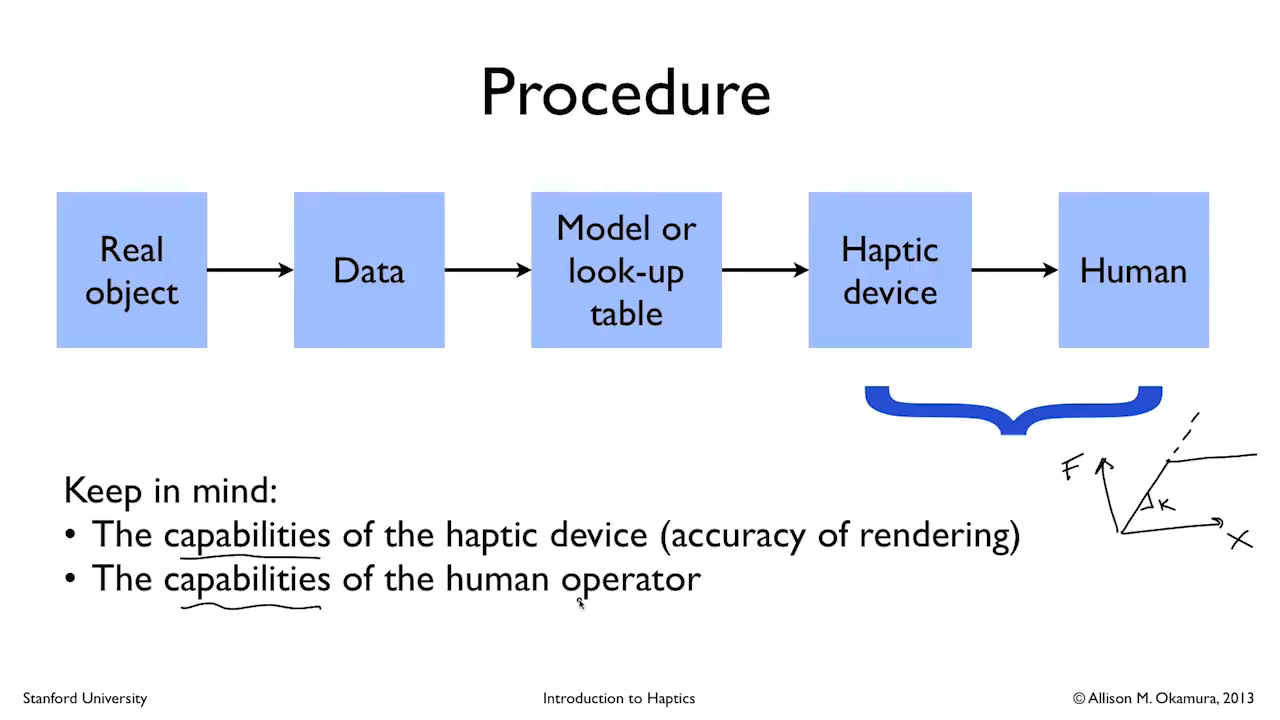 Procedure
Real
object
Data
Model or
look-up
table
Haptic
device
Human
F
K
X
Keep in mind:
• The capabilities of the haptic device (accuracy of rendering)
• The capabilities of the human operator
Stanford University
Introduction to Haptics
© Allison M. Okamura, 2013